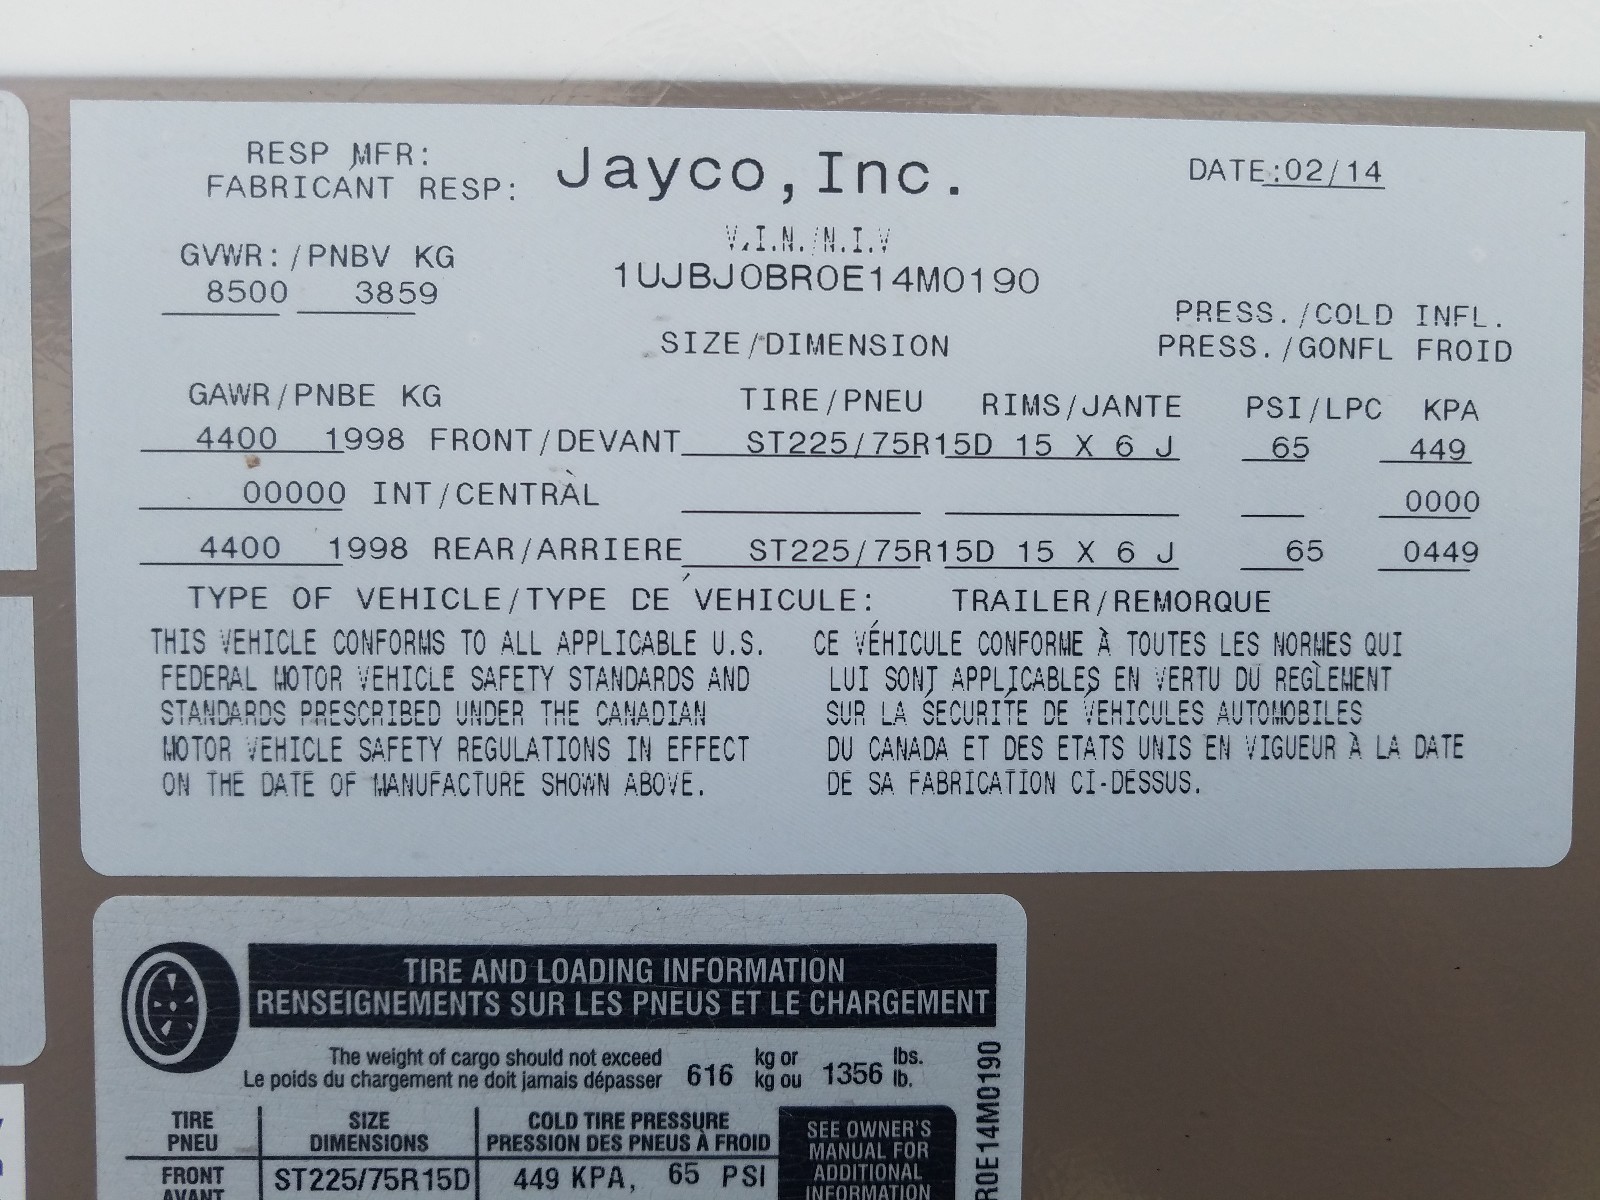 RESP MFR:
FABRICANT RESP:
Jayco,Inc.
DATE:02/14
V.I.N./N.I.V
1UJBJ0BR0E14M0190
GVWR:/PNBV KG
8500 3859
SIZE/DIMENSION
PRESS./COLD INFL.
PRESS./GONFL FROID
GAWR/PNBE KG TIRE/PNEU RIMS/JANTE PSI/LPC KPA
4400 1998 FRONT/DEVANT ST225/75R15D 15 X 6 J 65 449
00000 INT/CENTRAL 0000
4400 1998 REAR/ARRIERE ST225/75R15D 15 X 6 J 65 0449
TYPE OF VEHICLE/TYPE DE VÉHICULE: TRAILER/REMORQUE
THIS VEHICLE CONFORMS TO ALL APPLICABLE U.S.
FEDERAL MOTOR VEHICLE SAFETY STANDARDS AND
STANDARDS PRESCRIBED UNDER THE CANADIAN
MOTOR VEHICLE SAFETY REGULATIONS IN EFFECT
ON THE DATE OF MANUFACTURE SHOWN ABOVE.
CE VÉHICULE CONFORME À TOUTES LES NORMES QUI
LUI SONT APPLICABLES EN VERTU DU REGLEMENT
SUR LA SÉCURITÉ DE VÉHICULES AUTOMOBILES
DU CANADA ET DES ETATS UNIS EN VIGUEUR À LA DATE
DE SA FABRICATION CI-DESSUS.
TIRE AND LOADING INFORMATION
RENSEIGNEMENTS SUR LES PNEUS ET LE CHARGEMENT
The weight of cargo should not exceed 616 kg or 1356 lbs.
Le poids du chargement ne doit jamais dépasser kg ou lb.
TIRE SIZE COLD TIRE PRESSURE
PNEU DIMENSIONS PRESSION DES PNEUS À FROID
FRONT ST225/75R15D 449 KPA, 65 PSI
AVANT
SEE OWNER'S
MANUAL FOR
ADDITIONAL
INFORMATION
R0E14M0190